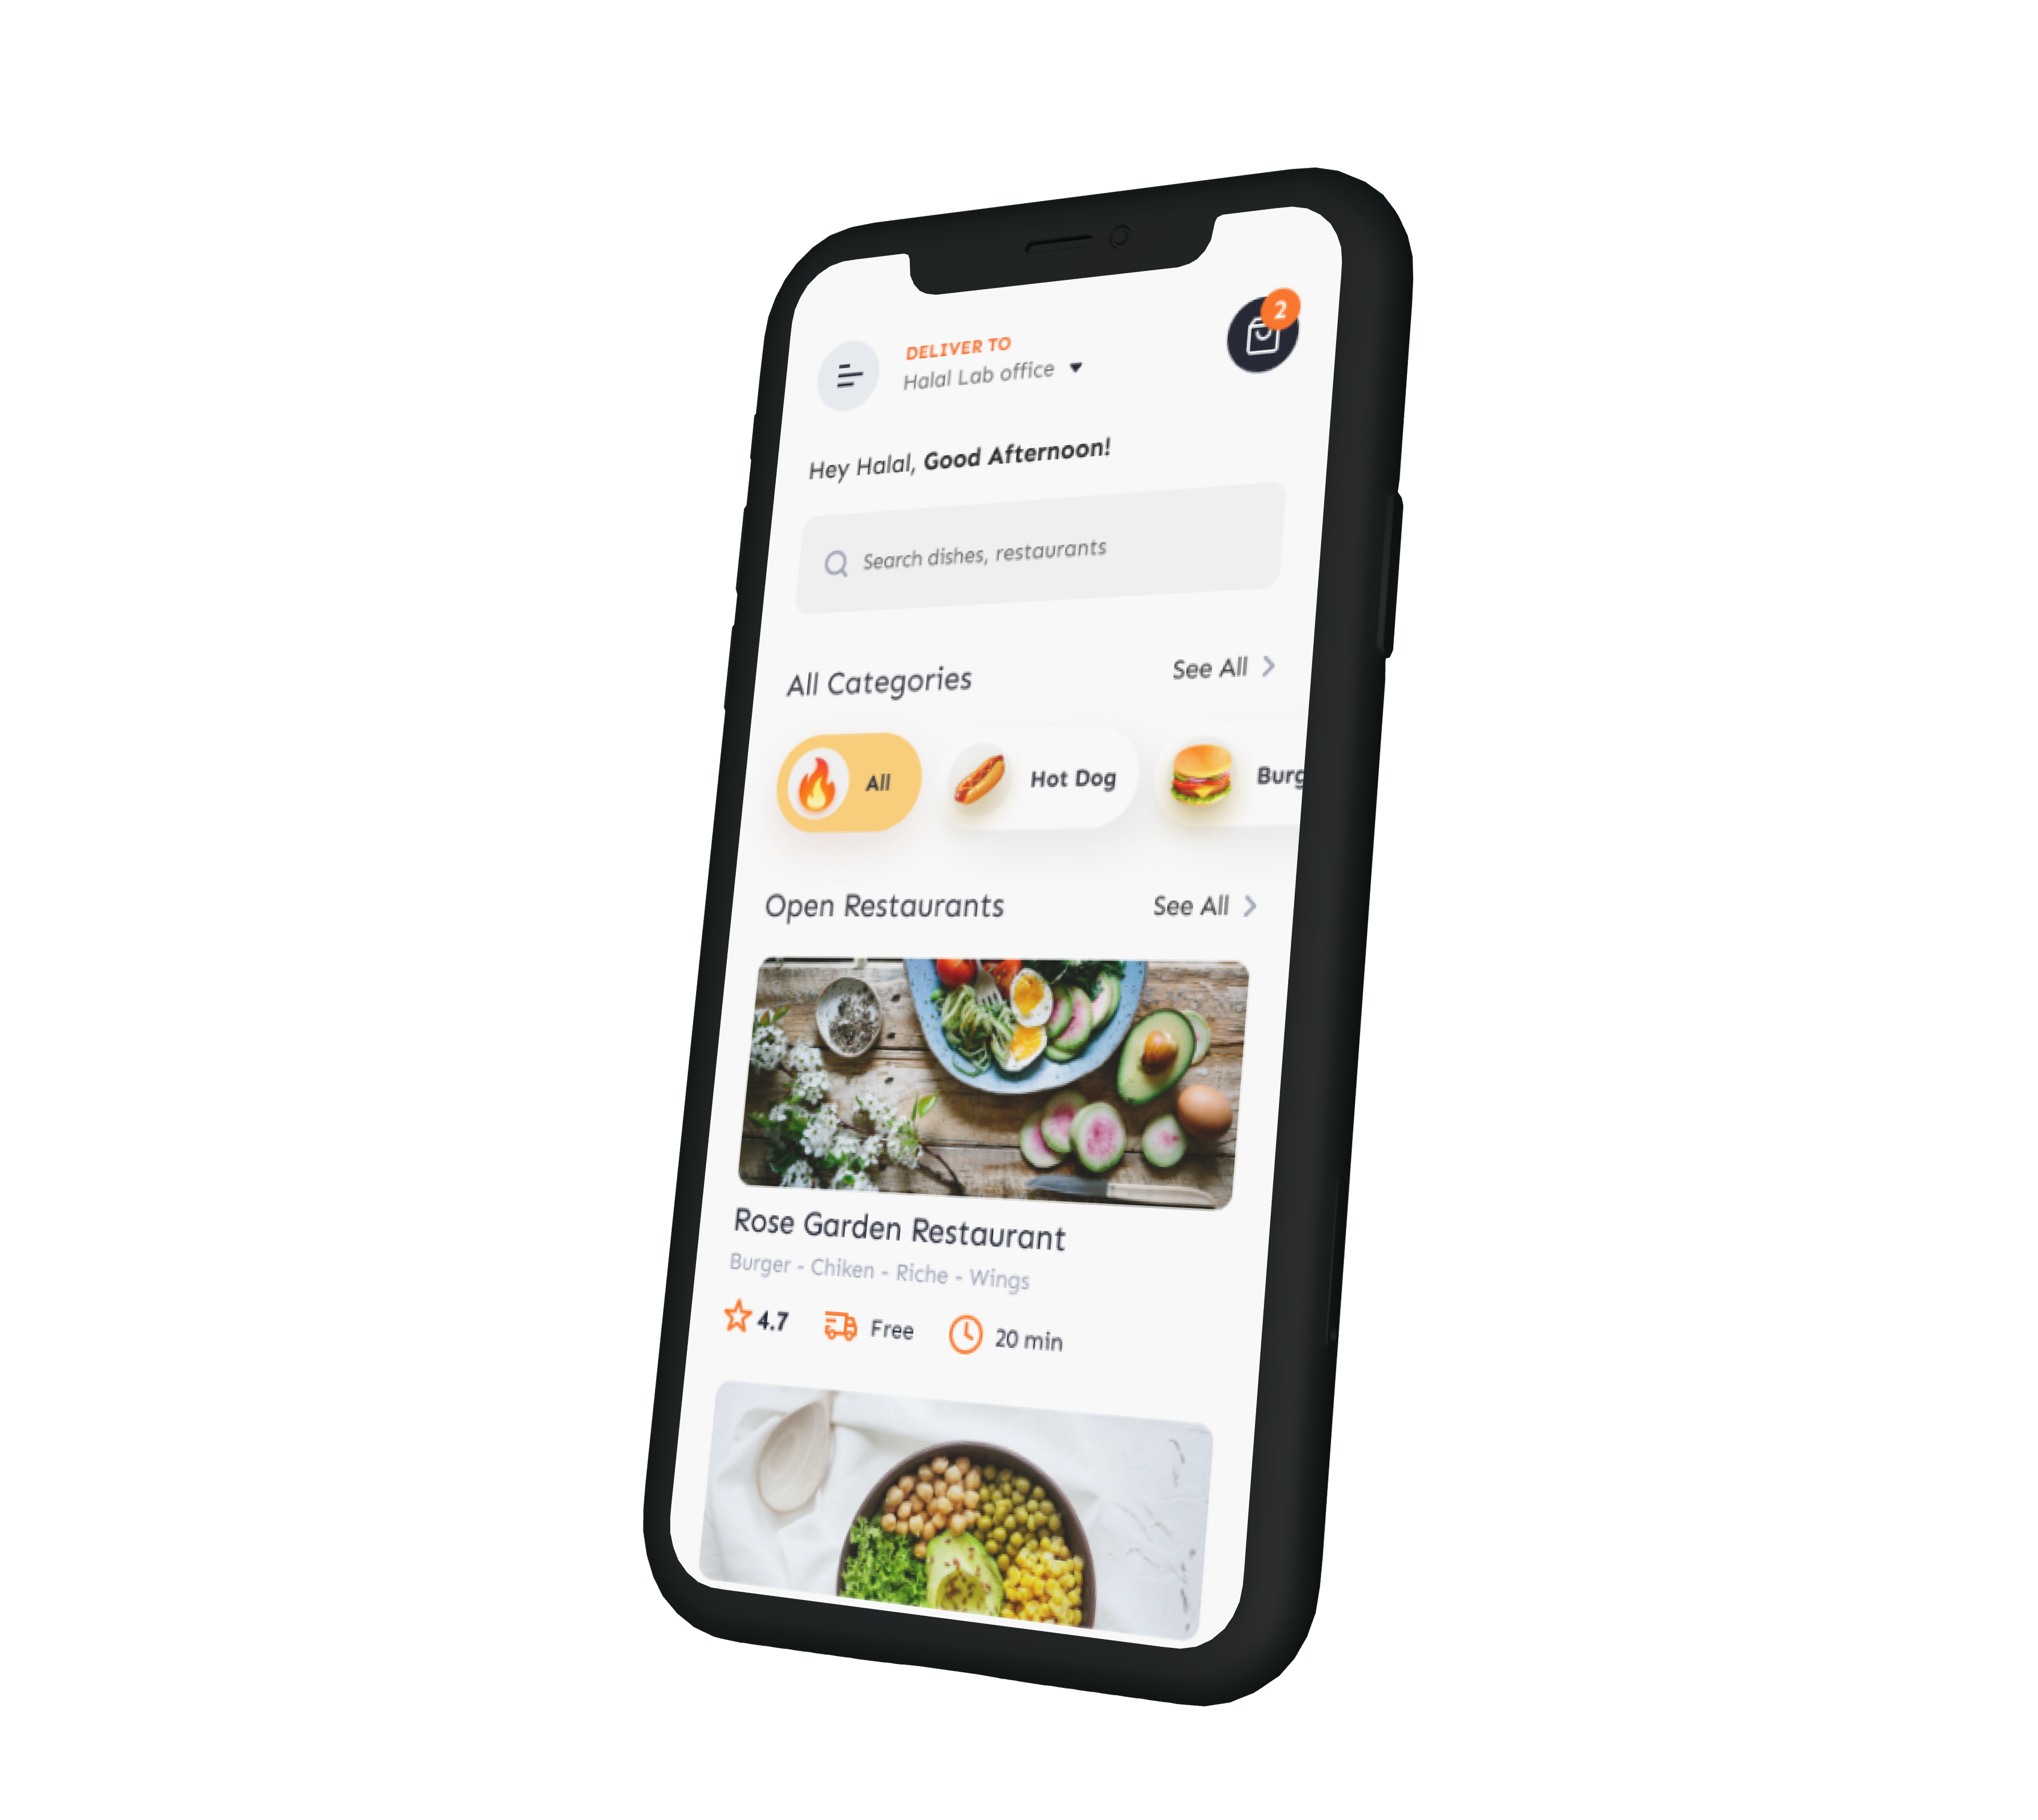 2
DELIVER TO
Halal Lab office
Hey Halal, Good Afternoon!
Search dishes, restaurants
All Categories
See All
All
Hot Dog
Burg
Open Restaurants
See All
Rose Garden Restaurant
Burger - Chiken - Riche - Wings
4.7
Free
20 min